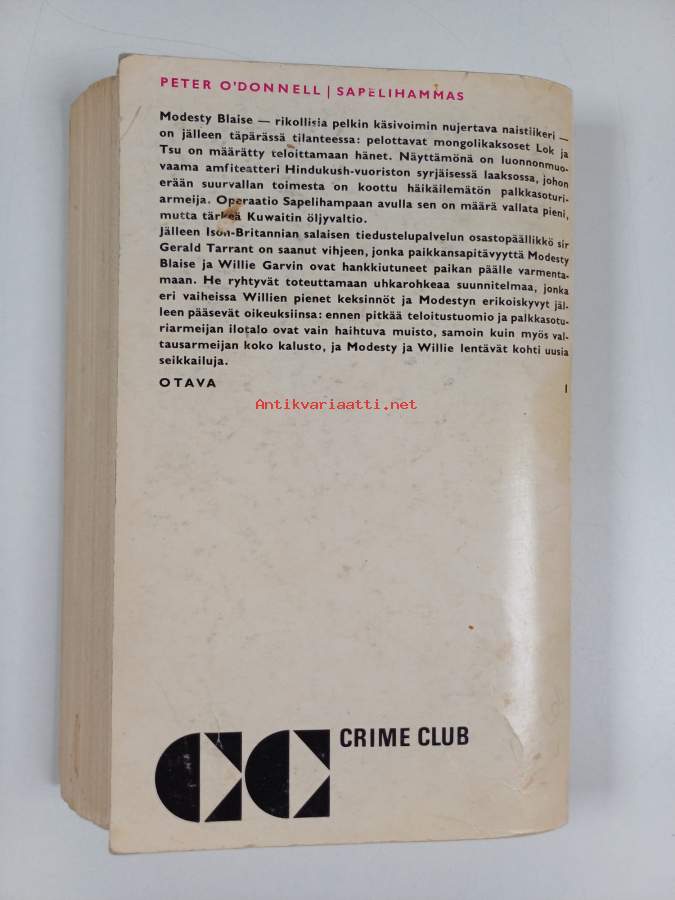 PETER O'DONNELL | SAPELIHAMMAS
Modesty Blaise — rikollisia pelkin käsivoimin nujertava naistiikeri —
on jälleen täpärässä tilanteessa: pelottavat mongolikaksoset Lok ja
Tsu on määrätty teloittamaan hänet. Näyttämönä on luonnonmuo-
vaama amfiteatteri Hindukush-vuoriston syrjäisessä laaksossa, johon
erään suurvallan toimesta on koottu häikäilemätön palkkasoturi-
armeija. Operaatio Sapelihampaan avulla sen on määrä vallata pieni,
mutta tärkeä Kuwaitin öljyvaltio.
Jälleen Ison-Britannian salaisen tiedustelupalvelun osastopäällikkö sir
Gerald Tarrant on saanut vihjeen, jonka paikkansapitävyyttä Modesty
Blaise ja Willie Garvin ovat hankkiutuneet paikan päälle varmenta-
maan. He ryhtyvät toteuttamaan uhkarohkeaa suunnitelmaa, jonka
eri vaiheissa Willien pienet keksinnöt ja Modestyn erikoiskyvyt jäl-
leen pääsevät oikeuksiinsa: ennen pitkää teloitustuomio ja palkkasotu-
riarmeijan ilotalo ovat vain haihtuva muisto, samoin kuin myös val-
tausarmeijan koko kalusto, ja Modesty ja Willie lentävät kohti uusia
seikkailuja.
OTAVA 1
Antikvariaatti.net
CRIME CLUB